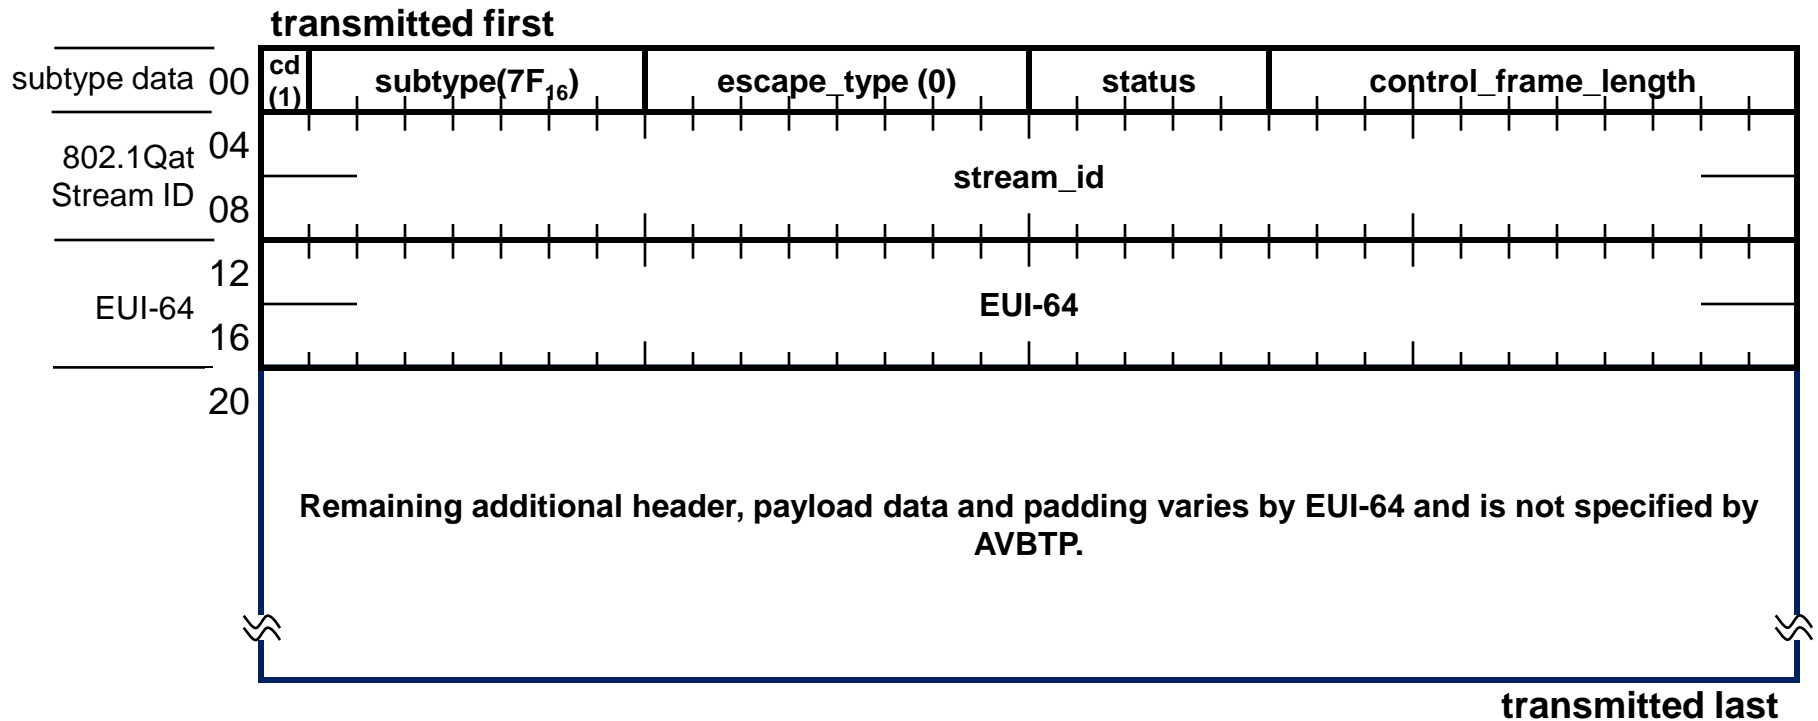 transmitted first
subtype data 00 cd (1) subtype(7F₁₆) escape_type (0) status control_frame_length
802.1Qat Stream ID 04 08 stream_id
EUI-64 12 16 EUI-64
20
Remaining additional header, payload data and padding varies by EUI-64 and is not specified by
AVBTP.
transmitted last